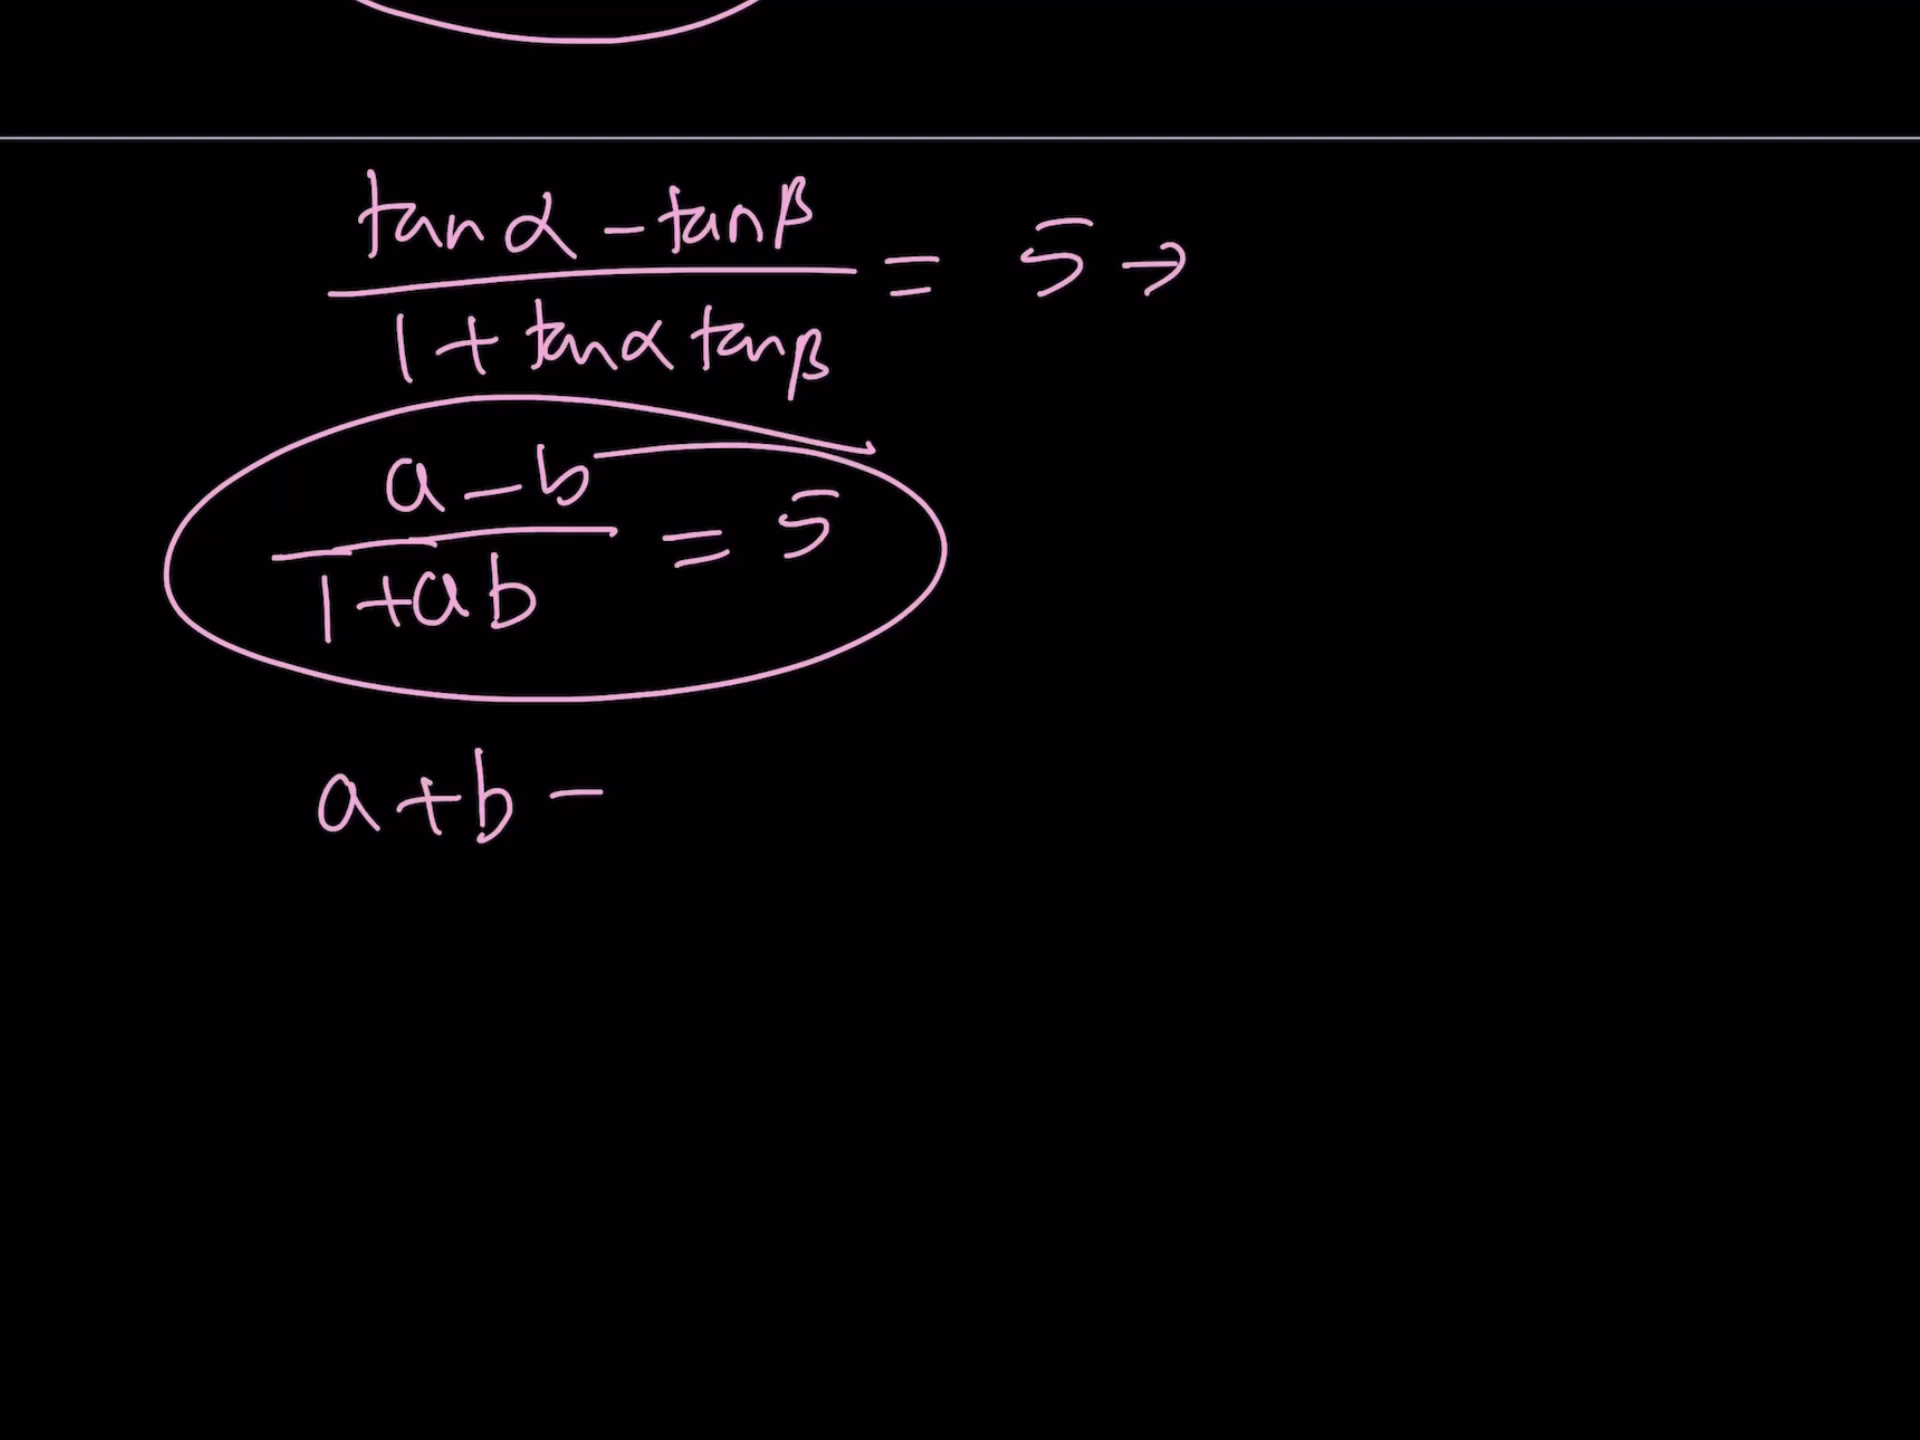 tanα - tanβ
= 5 →
1 + tanα tanβ
a - b
= 5
1 + ab
a + b -